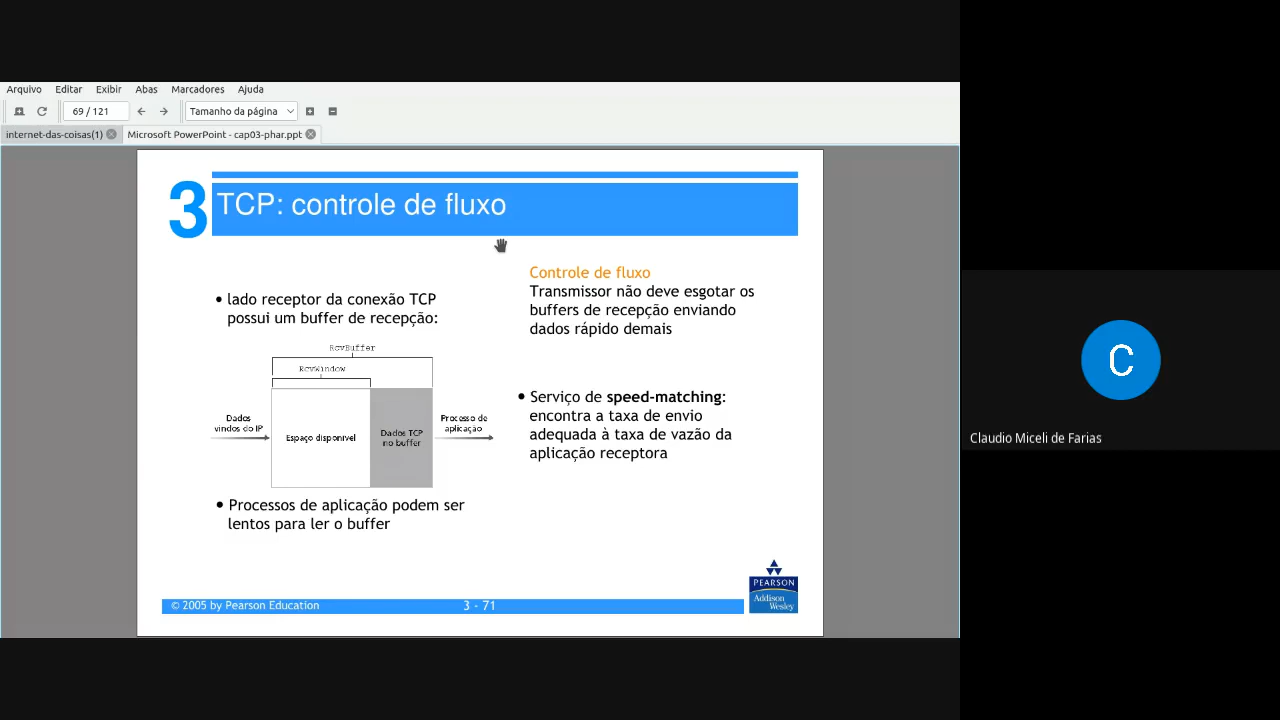 Arquivo Editar Exibir Abas Marcadores Ajuda
69 / 121 Tamanho da página
internet-das-coisas(1) Microsoft PowerPoint - cap03-phar.ppt
3 TCP: controle de fluxo
• lado receptor da conexão TCP
possui um buffer de recepção:
RcvBuffer
RcvWindow
Dados
vindos do IP
Espaço disponível
Dados TCP
no buffer
Processo de
aplicação
• Processos de aplicação podem ser
lentos para ler o buffer
Controle de fluxo
Transmissor não deve esgotar os
buffers de recepção enviando
dados rápido demais
• Serviço de speed-matching:
encontra a taxa de envio
adequada à taxa de vazão da
aplicação receptora
© 2005 by Pearson Education 3 - 71
PEARSON
Addison
Wesley
C
Claudio Miceli de Farias